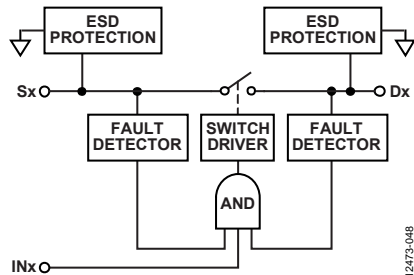 ESD
PROTECTION
ESD
PROTECTION
Sx
Dx
FAULT
DETECTOR
SWITCH
DRIVER
FAULT
DETECTOR
AND
INx
12473-048